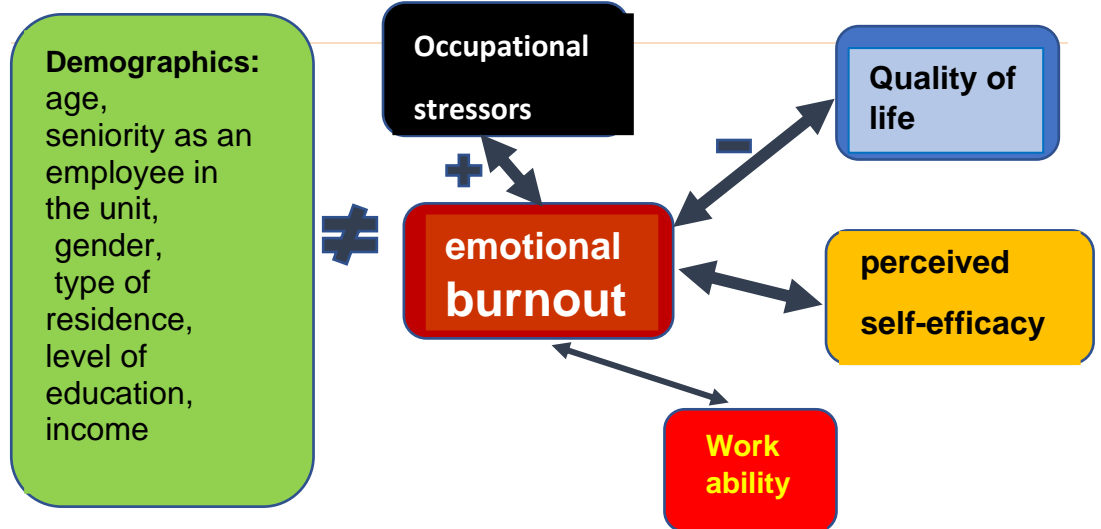 Demographics:
age,
seniority as an
employee in
the unit,
gender,
type of
residence,
level of
education,
income
≠
Occupational
stressors
+
emotional
burnout
-
Quality of
life
perceived
self-efficacy
Work
ability